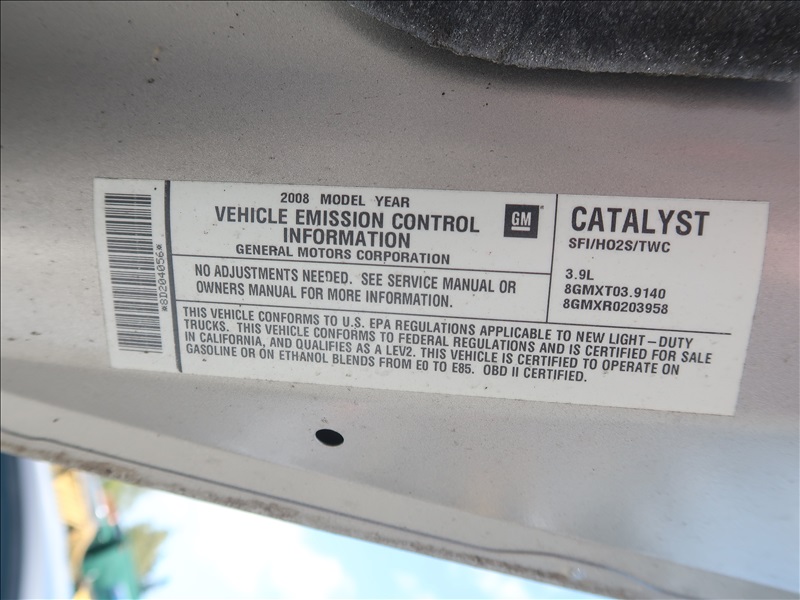 *8D204056*
2008 MODEL YEAR
VEHICLE EMISSION CONTROL
INFORMATION
GENERAL MOTORS CORPORATION
GM
NO ADJUSTMENTS NEEDED. SEE SERVICE MANUAL OR
OWNERS MANUAL FOR MORE INFORMATION.
CATALYST
SFI/HO2S/TWC
3.9L
8GMXT03.9140
8GMXR0203958
THIS VEHICLE CONFORMS TO U.S. EPA REGULATIONS APPLICABLE TO NEW LIGHT-DUTY
TRUCKS. THIS VEHICLE CONFORMS TO FEDERAL REGULATIONS AND IS CERTIFIED FOR SALE
IN CALIFORNIA, AND QUALIFIES AS A LEV2. THIS VEHICLE IS CERTIFIED TO OPERATE ON
GASOLINE OR ON ETHANOL BLENDS FROM E0 TO E85. OBD II CERTIFIED.